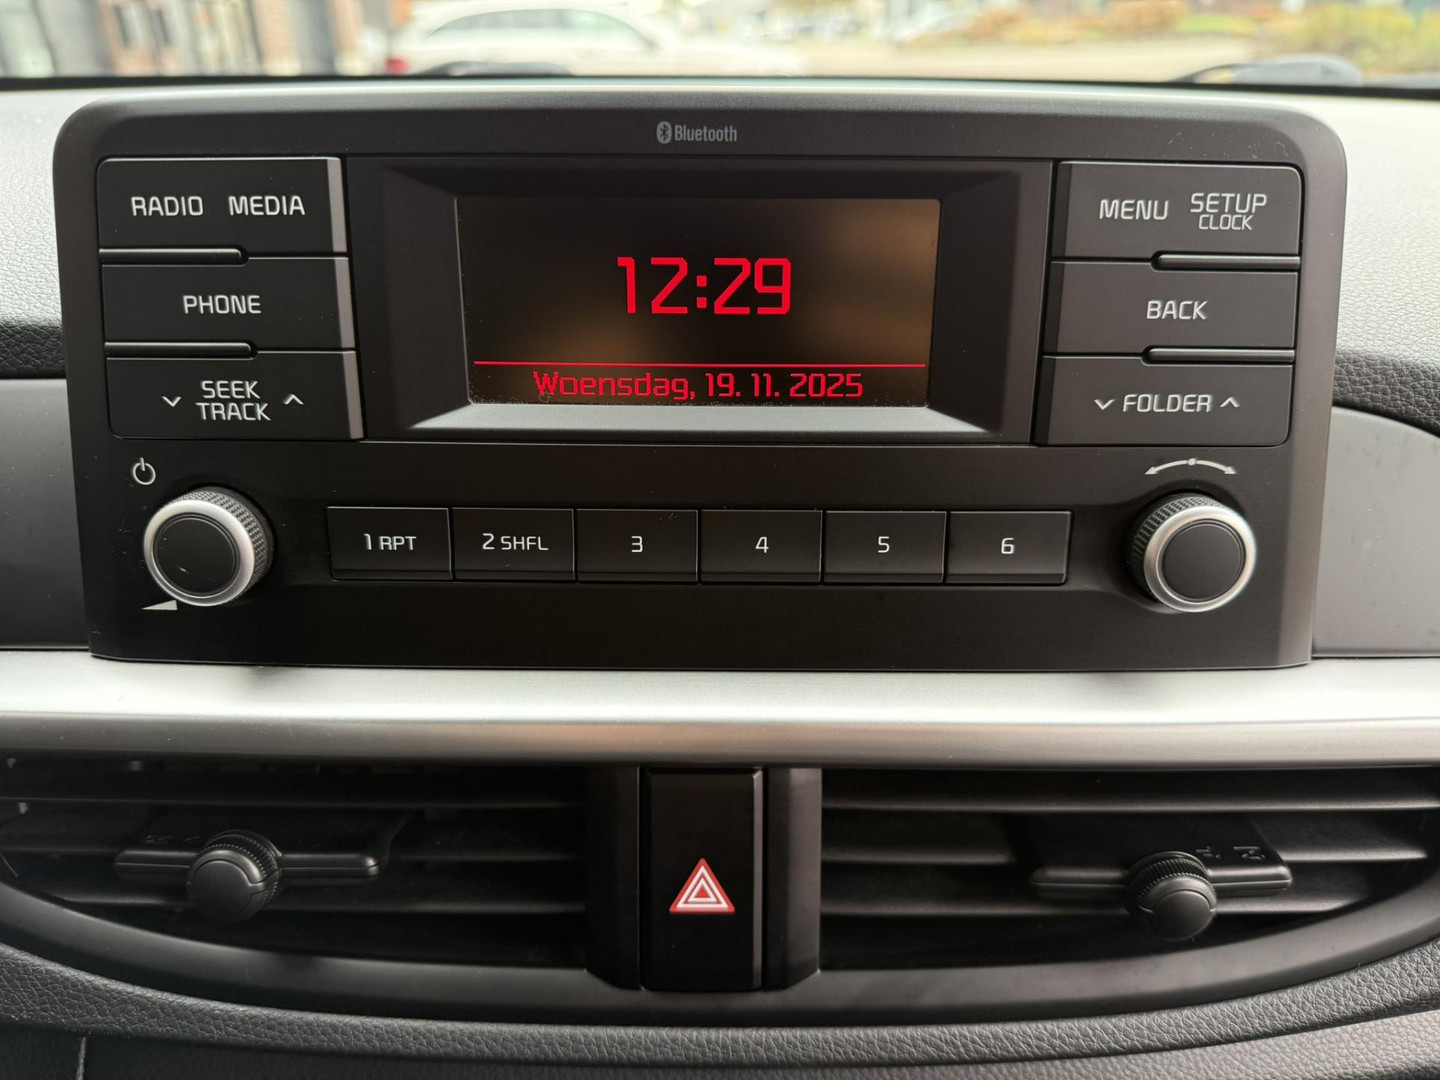 Bluetooth
RADIO MEDIA
PHONE
SEEK
TRACK
12:29
Woensdag, 19. 11. 2025
MENU SETUP
CLOCK
BACK
FOLDER
1 RPT
2 SHFL
3
4
5
6